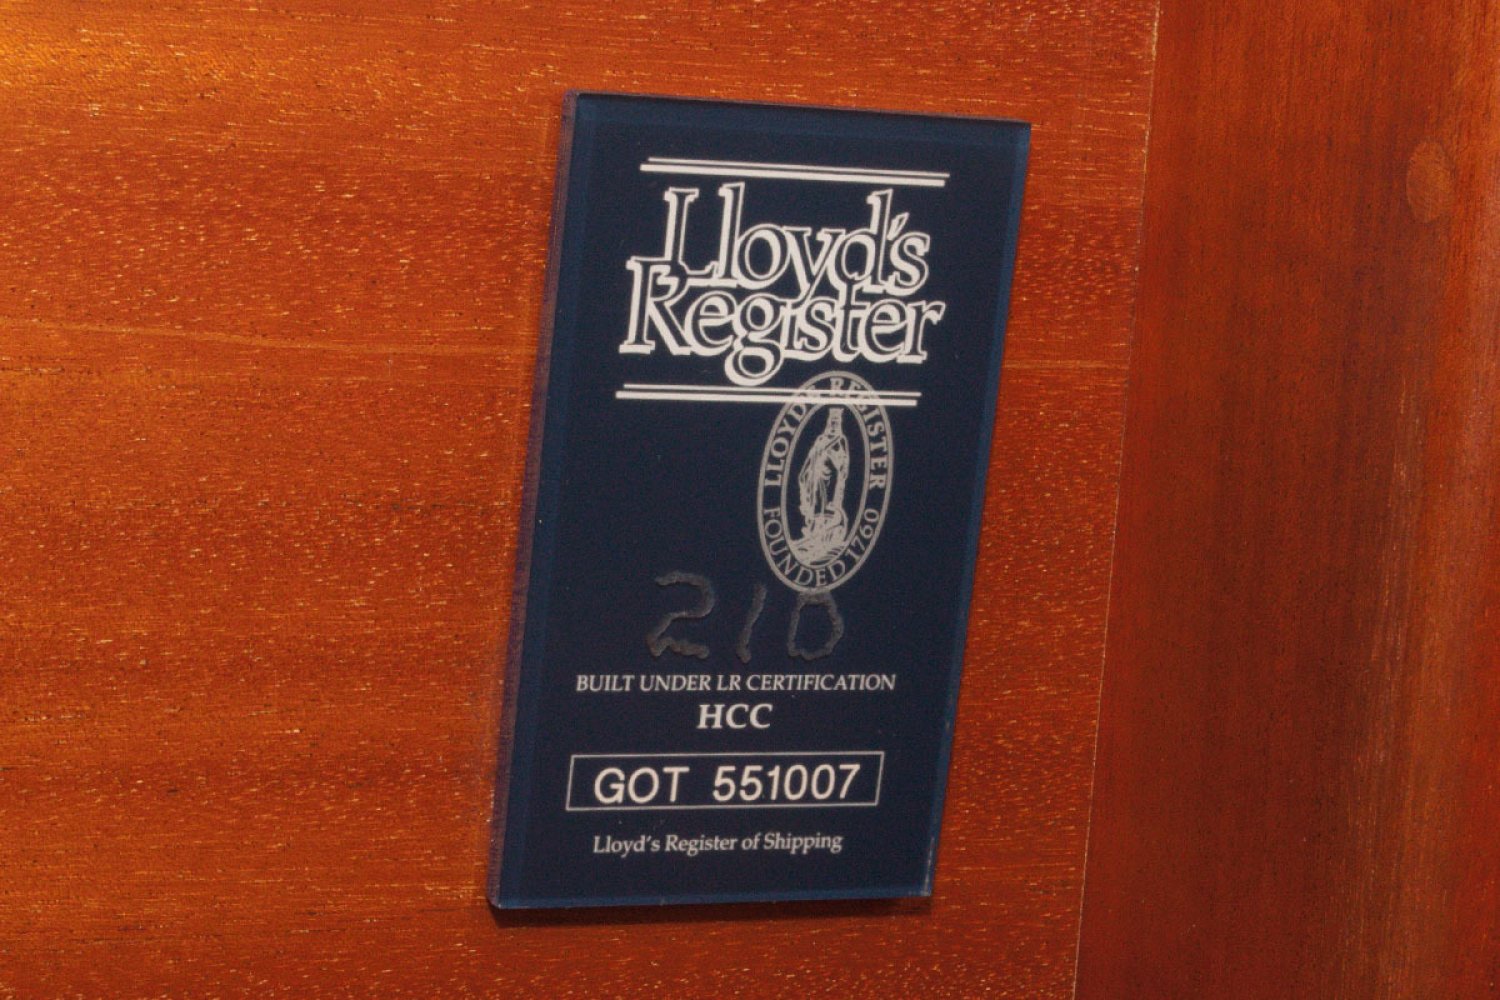 Lloyd's
Register
LLOYD'S REGISTER
FOUNDED 1760
210
BUILT UNDER LR CERTIFICATION
HCC
GOT 551007
Lloyd's Register of Shipping